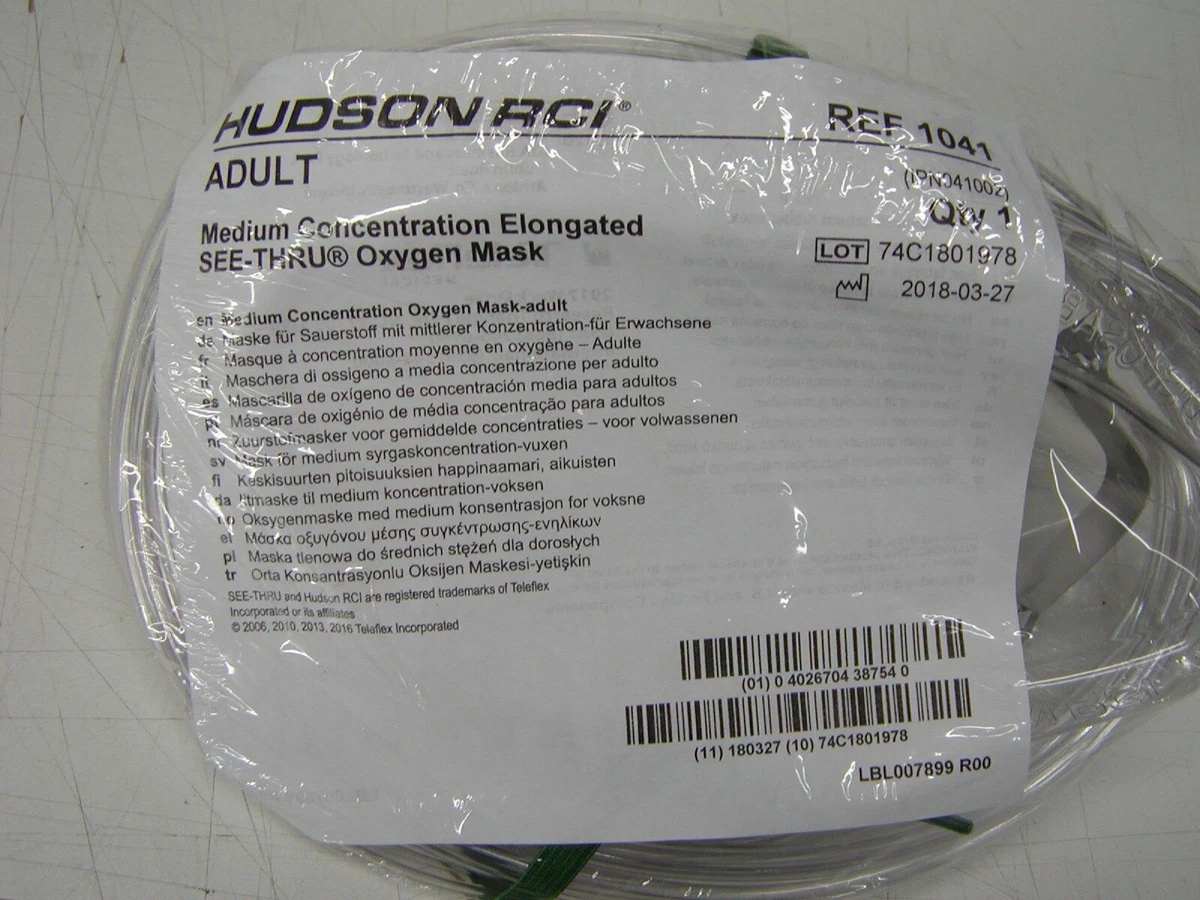 HUDSON RCI®
REF 1041
ADULT
(IPN041002)
Qty. 1
Medium Concentration Elongated
SEE-THRU® Oxygen Mask
LOT 74C1801978
2018-03-27
en Medium Concentration Oxygen Mask-adult
de Maske für Sauerstoff mit mittlerer Konzentration-für Erwachsene
fr Masque à concentration moyenne en oxygène – Adulte
it Maschera di ossigeno a media concentrazione per adulto
es Mascarilla de oxígeno de concentración media para adultos
pt Máscara de oxigénio de média concentração para adultos
Zuurstofmasker voor gemiddelde concentraties – voor volwassenen
sv Mask för medium syrgaskoncentration-vuxen
fi Keskisuurten pitoisuuksien happinaamari, aikuisten
da Iltmaske til medium koncentration-voksen
no Oksygenmaske med medium konsentrasjon for voksne
el Μάσκα οξυγόνου μέσης συγκέντρωσης-ενηλίκων
pl Maska tlenowa do średnich stężeń dla dorosłych
tr Orta Konsantrasyonlu Oksijen Maskesi-yetişkin
SEE-THRU and Hudson RCI are registered trademarks of Teleflex
Incorporated or its affiliates
© 2006, 2010, 2013, 2016 Teleflex Incorporated
(01) 0 4026704 38754 0
(11) 180327 (10) 74C1801978
LBL007899 R00